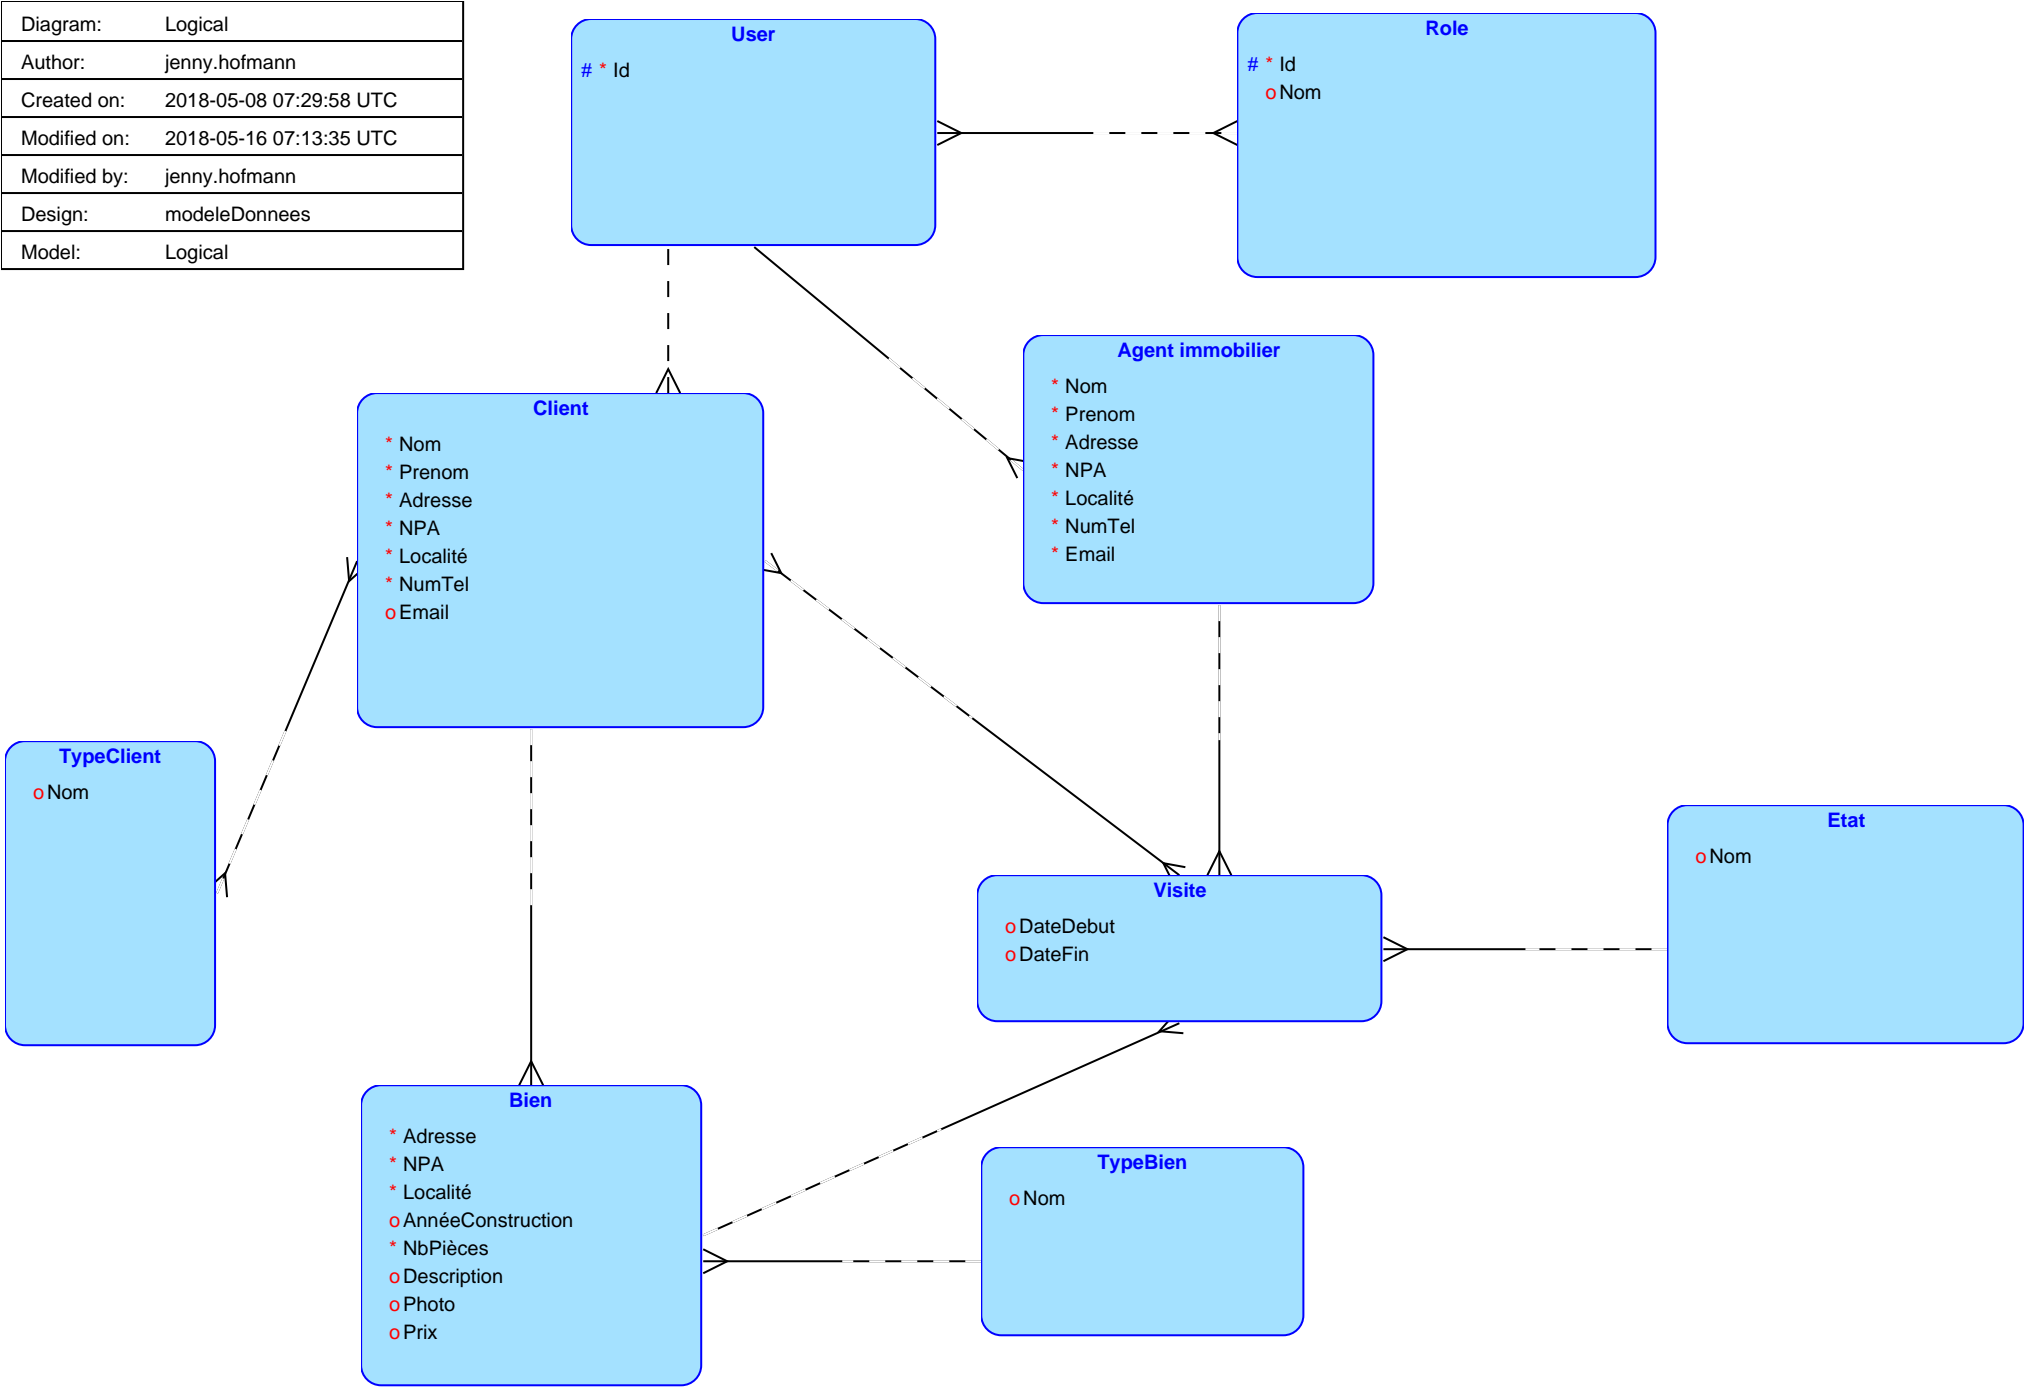 Diagram: Logical
Author: jenny.hofmann
Created on: 2018-05-08 07:29:58 UTC
Modified on: 2018-05-16 07:13:35 UTC
Modified by: jenny.hofmann
Design: modeleDonnees
Model: Logical
User
# * Id
Role
# * Id
o Nom
Agent immobilier
* Nom
* Prenom
* Adresse
* NPA
* Localité
* NumTel
* Email
Client
* Nom
* Prenom
* Adresse
* NPA
* Localité
* NumTel
o Email
TypeClient
o Nom
Etat
o Nom
Visite
o DateDebut
o DateFin
Bien
* Adresse
* NPA
* Localité
o AnnéeConstruction
* NbPièces
o Description
o Photo
o Prix
TypeBien
o Nom